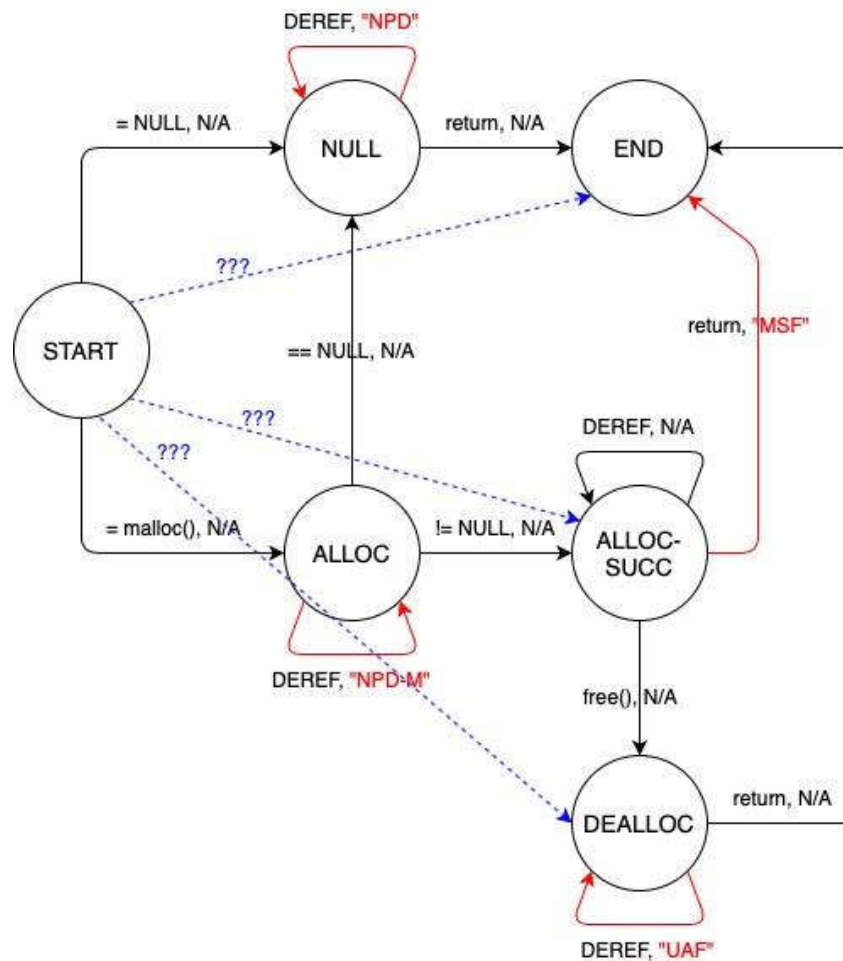 DEREF, "NPD"
= NULL, N/A
NULL
return, N/A
END
???
START
== NULL, N/A
return, "MSF"
???
???
DEREF, N/A
= malloc(), N/A
ALLOC
!= NULL, N/A
ALLOC-
SUCC
DEREF, "NPD-M"
free(), N/A
DEALLOC
return, N/A
DEREF, "UAF"